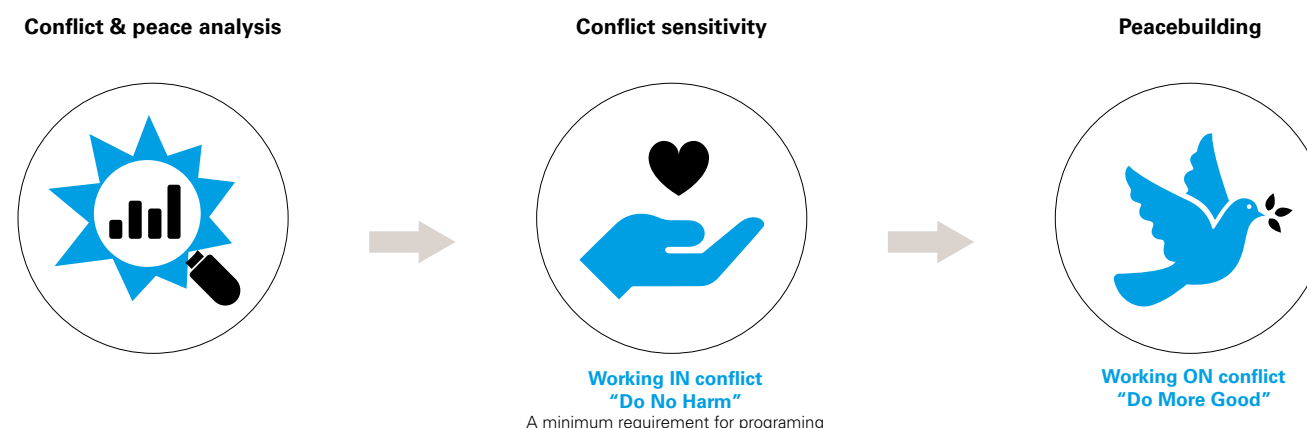 Conflict & peace analysis
Conflict sensitivity
Peacebuilding
Working IN conflict
“Do No Harm”
A minimum requirement for programing
Working ON conflict
“Do More Good”